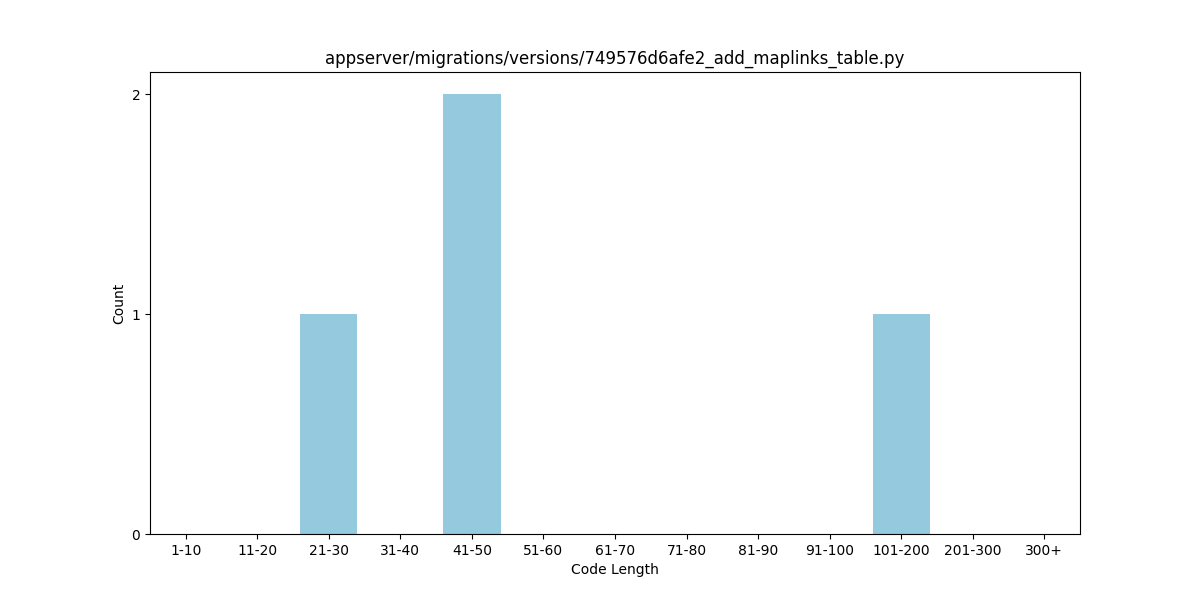 appserver/migrations/versions/749576d6afe2_add_maplinks_table.py
2
1
0
Count
1-10 11-20 21-30 31-40 41-50 51-60 61-70 71-80 81-90 91-100 101-200 201-300 300+
Code Length